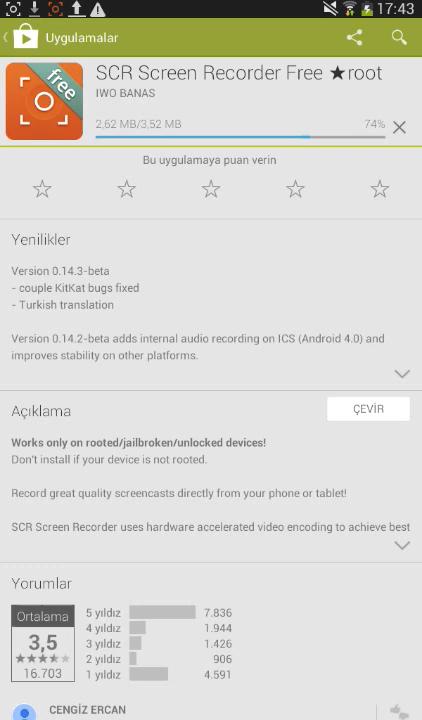 17:43
Uygulamalar
free
SCR Screen Recorder Free ★root
IWO BANAS
2,62 MB/3,52 MB
74%
Bu uygulamaya puan verin
Yenilikler
Version 0.14.3-beta
- couple KitKat bugs fixed
- Turkish translation
Version 0.14.2-beta adds internal audio recording on ICS (Android 4.0) and
improves stability on other platforms.
Açıklama
ÇEVİR
Works only on rooted/jailbroken/unlocked devices!
Don't install if your device is not rooted.
Record great quality screencasts directly from your phone or tablet!
SCR Screen Recorder uses hardware accelerated video encoding to achieve best
Yorumlar
Ortalama
3,5
16.703
5 yıldız 7.836
4 yıldız 1.944
3 yıldız 1.426
2 yıldız 906
1 yıldız 4.591
CENGİZ ERCAN